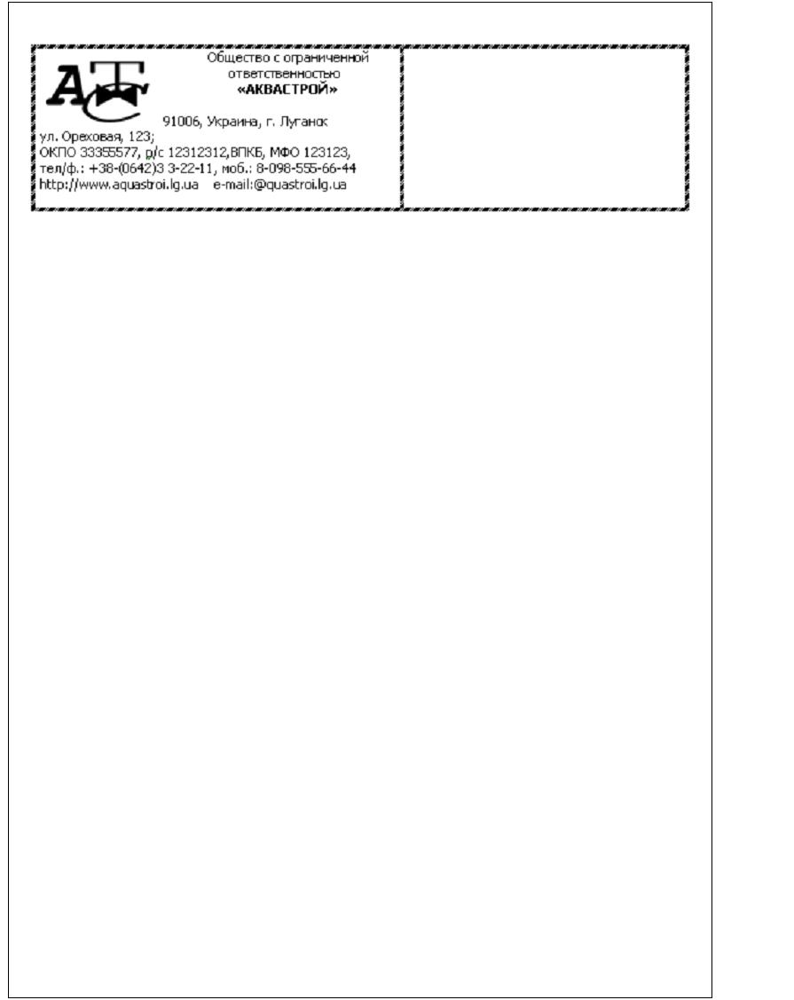 АТС
Общество с ограниченной
ответственностью
«АКВАСТРОЙ»
91006, Украина, г. Луганск
ул. Ореховая, 123;
ОКПО 33355577, р/с 12312312,ВПКБ, МФО 123123,
тел/ф.: +38-(0642)3 3-22-11, моб.: 8-098-555-66-44
http://www.aquastroi.lg.ua e-mail:@quastroi.lg.ua